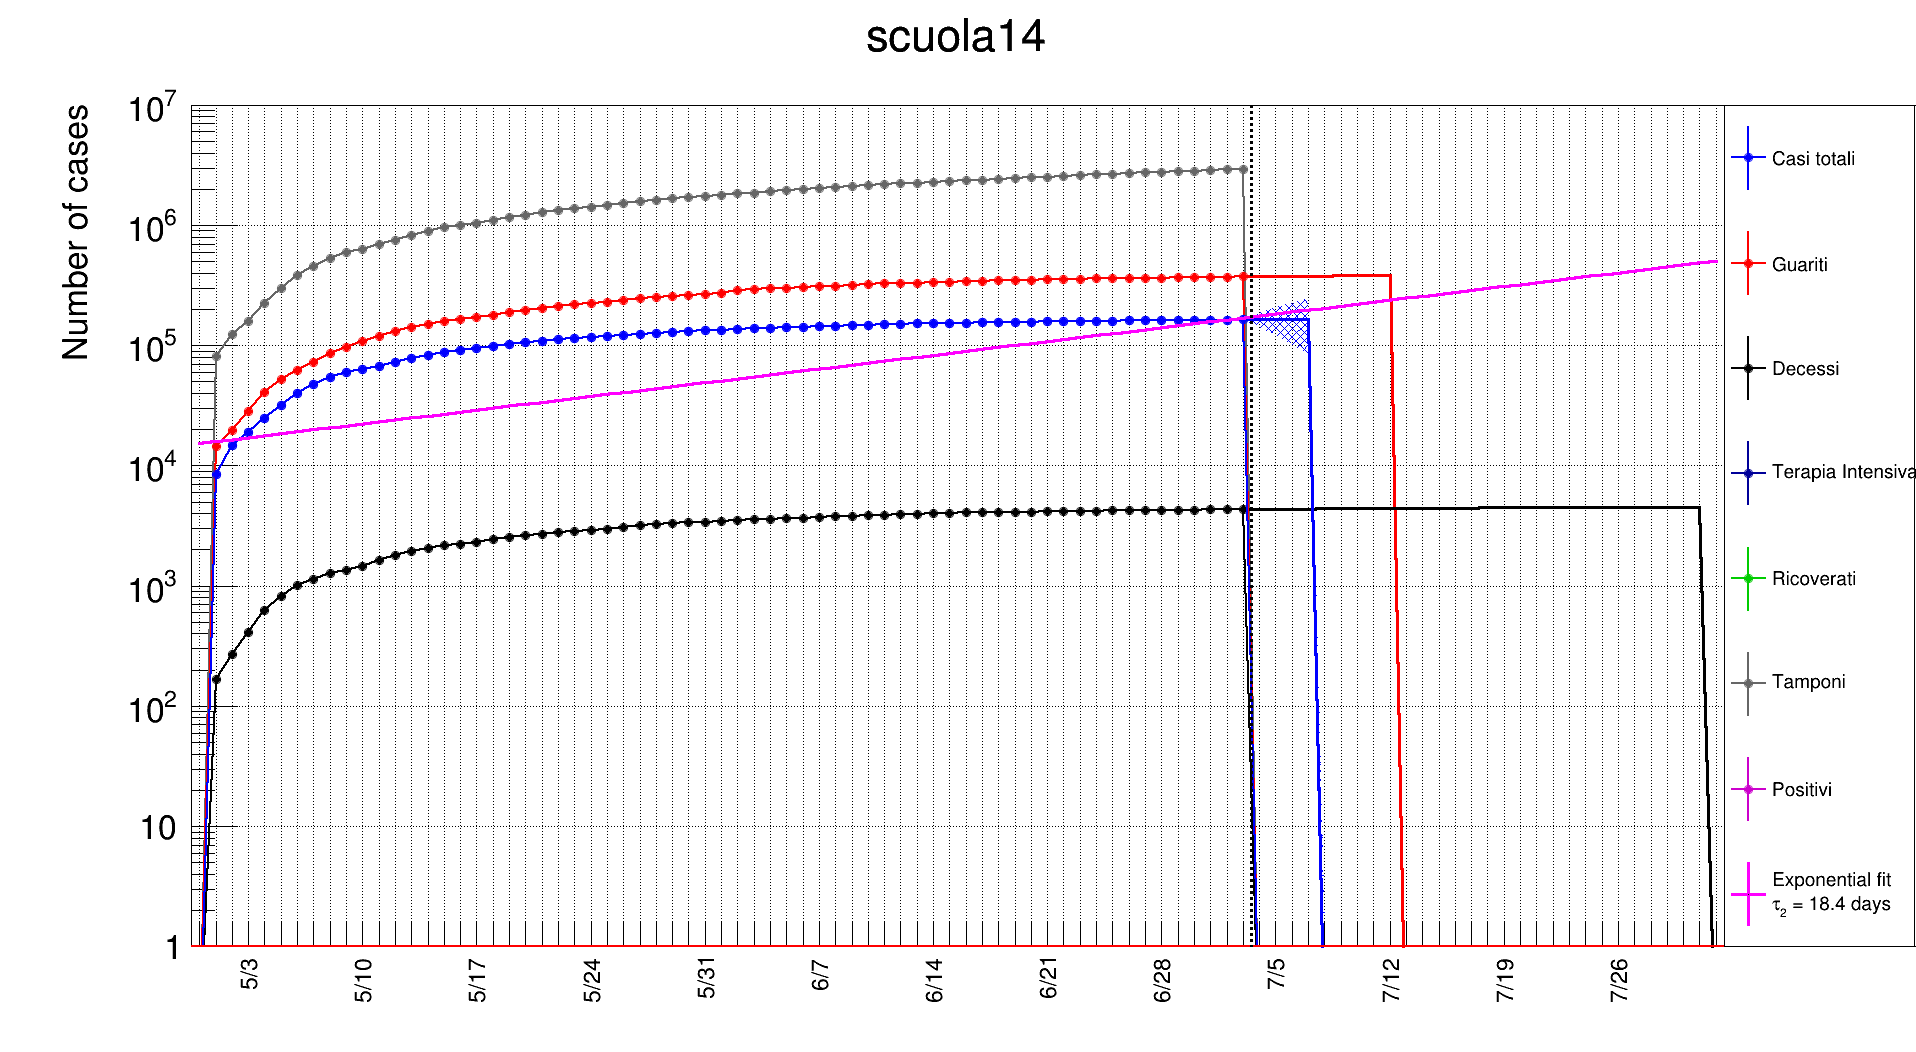 scuola14
Number of cases
10^7
10^6
10^5
10^4
10^3
10^2
10
1
5/3
5/10
5/17
5/24
5/31
6/7
6/14
6/21
6/28
7/5
7/12
7/19
7/26
Casi totali
Guariti
Decessi
Terapia Intensiva
Ricoverati
Tamponi
Positivi
Exponential fit
τ_2 = 18.4 days